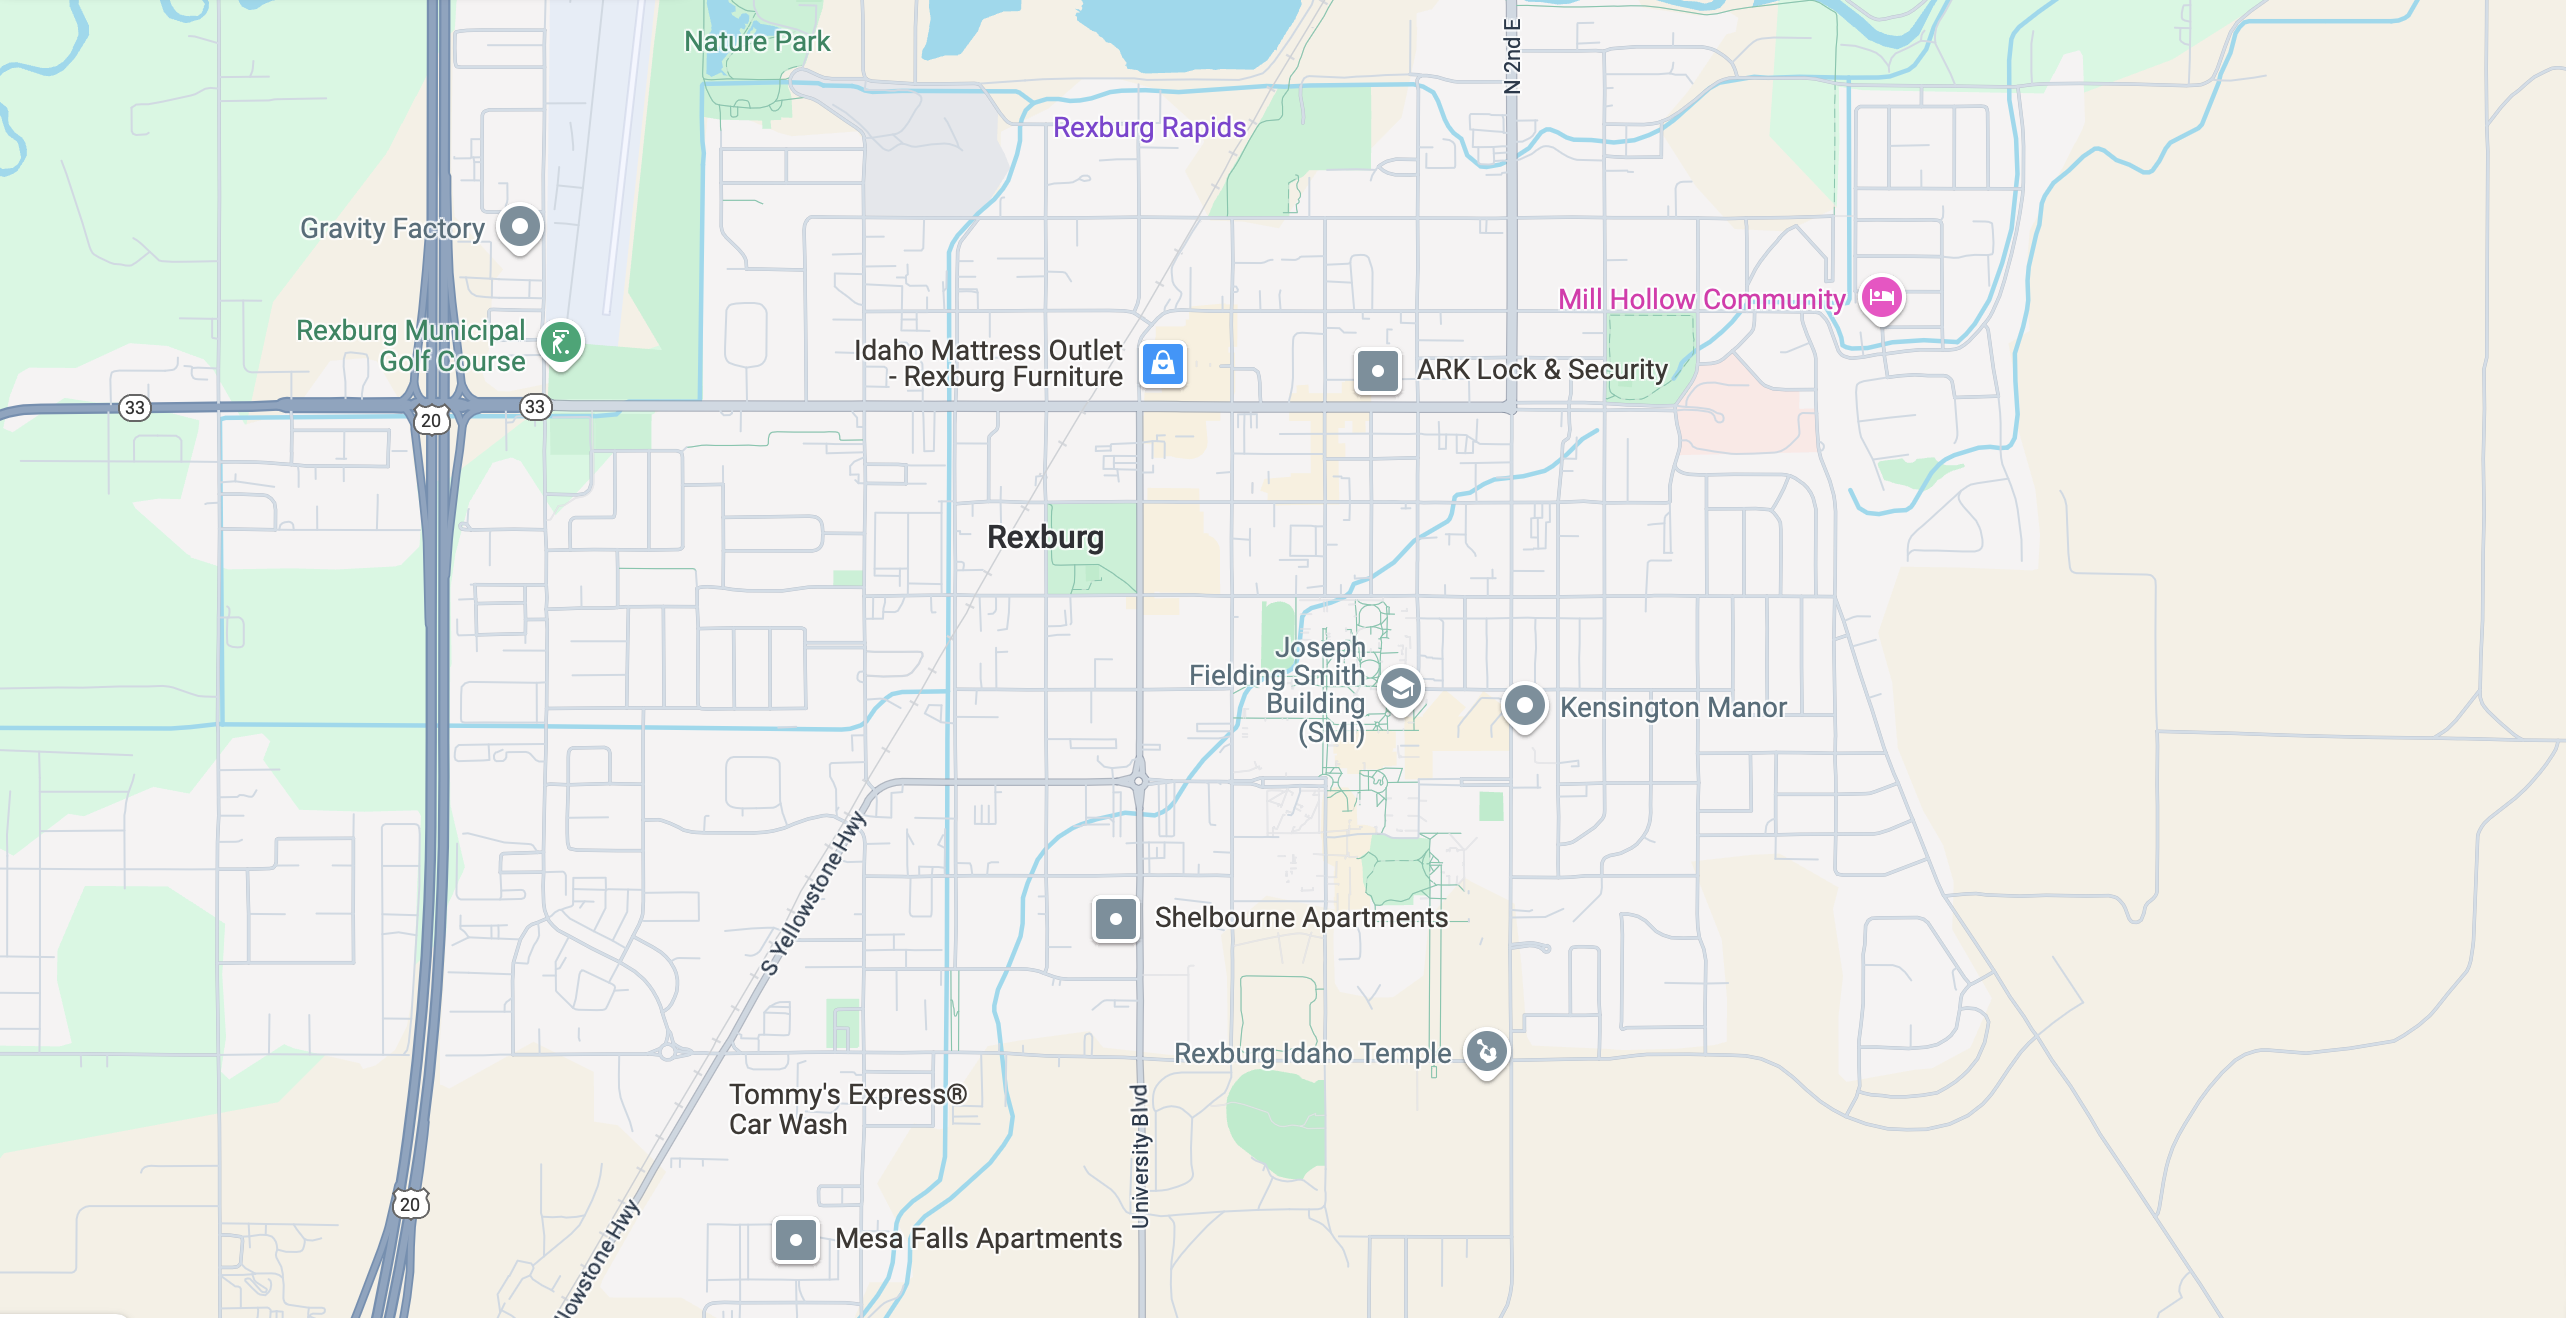 Nature Park
N 2nd E
Rexburg Rapids
Gravity Factory
Mill Hollow Community
Rexburg Municipal
Golf Course
Idaho Mattress Outlet
- Rexburg Furniture
ARK Lock & Security
33
33
20
Rexburg
Joseph
Fielding Smith
Building
(SMI)
Kensington Manor
S Yellowstone Hwy
Shelbourne Apartments
Rexburg Idaho Temple
Tommy's Express®
Car Wash
University Blvd
20
Mesa Falls Apartments
llowstone Hwy